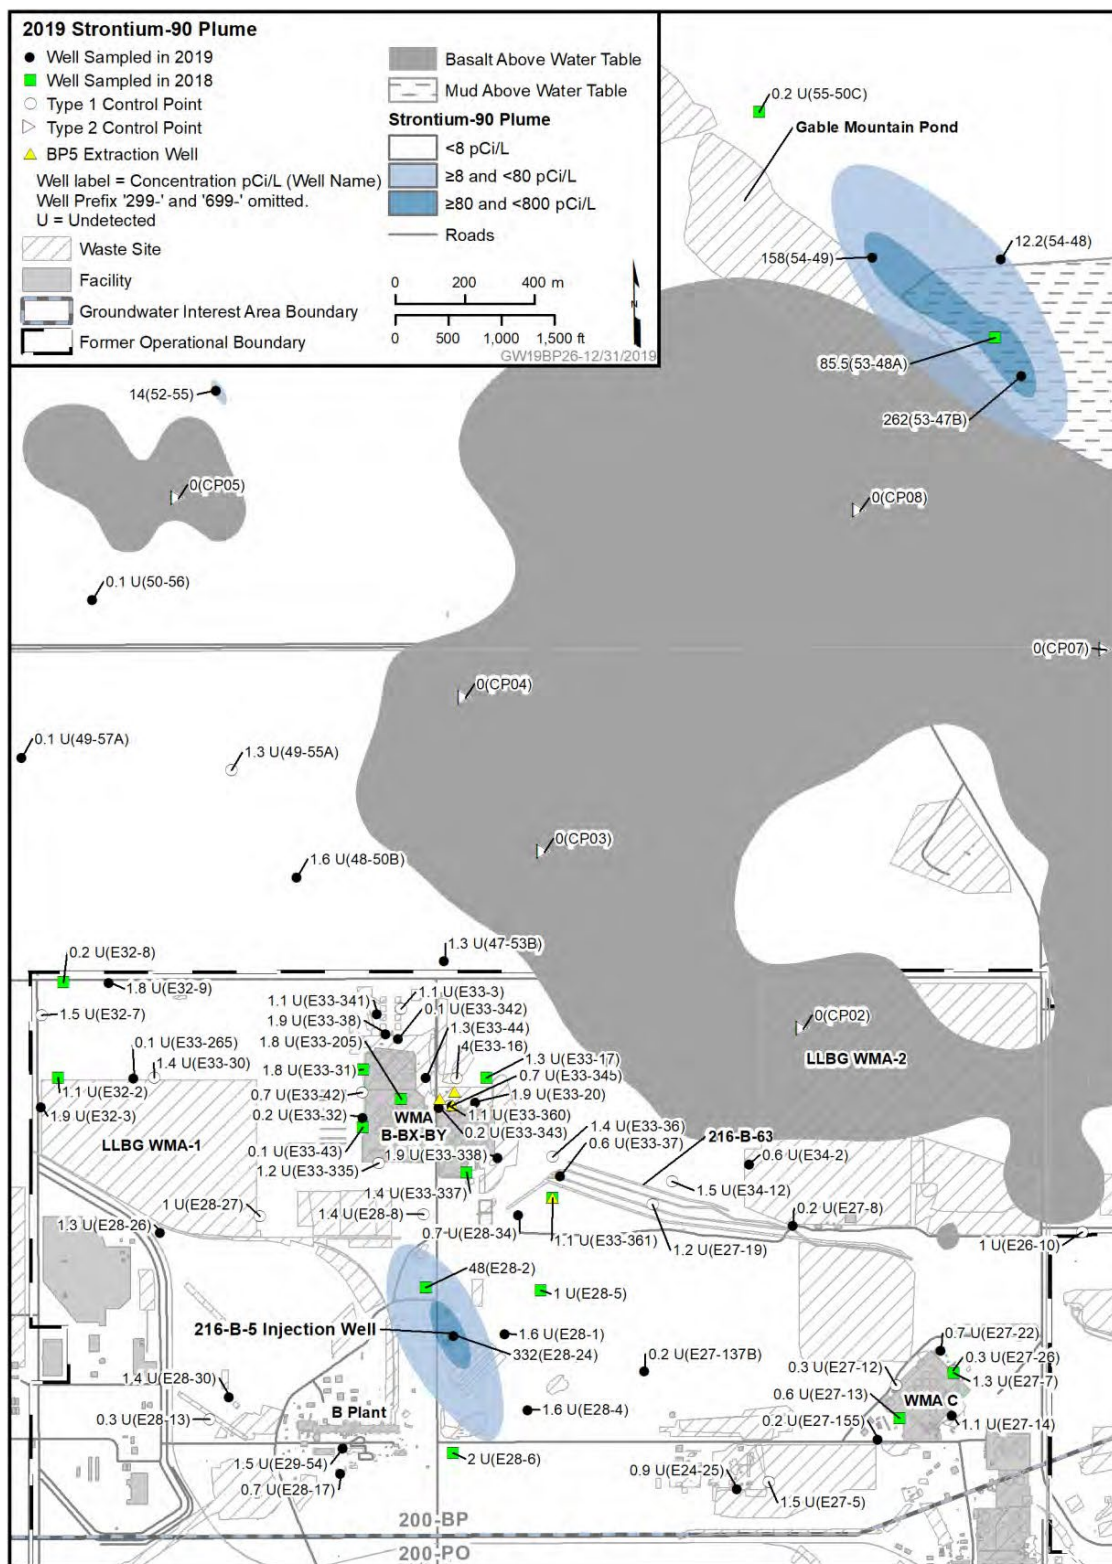 2019 Strontium-90 Plume
Well Sampled in 2019
Well Sampled in 2018
Type 1 Control Point
Type 2 Control Point
BP5 Extraction Well
Well label = Concentration pCi/L (Well Name)
Well Prefix '299-' and '699-' omitted.
U = Undetected
Waste Site
Facility
Groundwater Interest Area Boundary
Former Operational Boundary
Basalt Above Water Table
Mud Above Water Table
Strontium-90 Plume
<8 pCi/L
≥8 and <80 pCi/L
≥80 and <800 pCi/L
Roads
0 200 400 m
0 500 1,000 1,500 ft
N
GW19BP26-12/31/2019
0.2 U(55-50C)
Gable Mountain Pond
12.2(54-48)
158(54-49)
85.5(53-48A)
14(52-55)
262(53-47B)
0(CP05)
0(CP08)
0.1 U(50-56)
0(CP07)
0(CP04)
0.1 U(49-57A)
1.3 U(49-55A)
0(CP03)
1.6 U(48-50B)
1.3 U(47-53B)
0.2 U(E32-8)
1.8 U(E32-9)
1.1 U(E33-3)
1.1 U(E33-341)
0.1 U(E33-342)
1.5 U(E32-7)
1.9 U(E33-38)
1.3(E33-44)
0(CP02)
1.8 U(E33-205)
4(E33-16)
0.1 U(E33-265)
1.4 U(E33-30)
1.8 U(E33-31)
1.3 U(E33-17)
LLBG WMA-2
0.7 U(E33-345)
1.1 U(E32-2)
0.7 U(E33-42)
1.9 U(E33-20)
1.9 U(E32-3)
0.2 U(E33-32)
WMA
B-BX-BY
1.1 U(E33-360)
0.2 U(E33-343)
1.4 U(E33-36)
216-B-63
LLBG WMA-1
0.1 U(E33-43)
0.6 U(E33-37)
1.9 U(E33-338)
0.6 U(E34-2)
1.2 U(E33-335)
1.5 U(E34-12)
1.4 U(E33-337)
1 U(E28-27)
1.4 U(E28-8)
1.3 U(E28-26)
0.7 U(E28-34)
0.2 U(E27-8)
1.1 U(E33-361)
1.2 U(E27-19)
1 U(E26-10)
48(E28-2)
1 U(E28-5)
216-B-5 Injection Well
1.6 U(E28-1)
332(E28-24)
0.7 U(E27-22)
0.2 U(E27-137B)
0.3 U(E27-26)
0.3 U(E27-12)
1.3 U(E27-7)
1.4 U(E28-30)
0.6 U(E27-13)
WMA C
0.3 U(E28-13)
B Plant
1.6 U(E28-4)
0.2 U(E27-155)
1.1 U(E27-14)
2 U(E28-6)
1.5 U(E29-54)
0.7 U(E28-17)
0.9 U(E24-25)
1.5 U(E27-5)
200-BP
200-PO